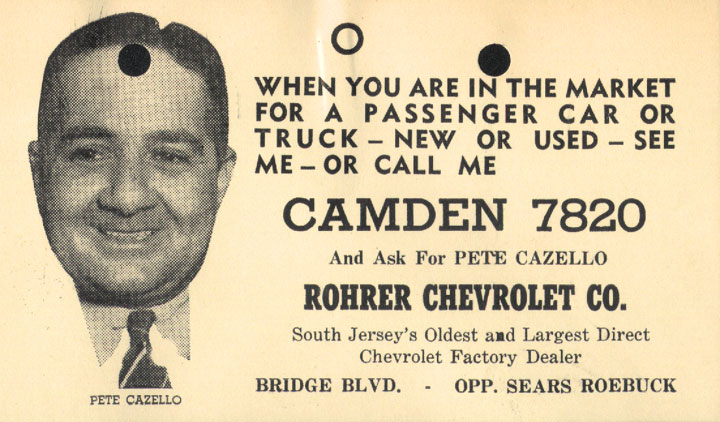 WHEN YOU ARE IN THE MARKET
FOR A PASSENGER CAR OR
TRUCK – NEW OR USED – SEE
ME – OR CALL ME
CAMDEN 7820
And Ask For PETE CAZELLO
ROHRER CHEVROLET CO.
South Jersey's Oldest and Largest Direct
Chevrolet Factory Dealer
BRIDGE BLVD. - OPP. SEARS ROEBUCK
PETE CAZELLO